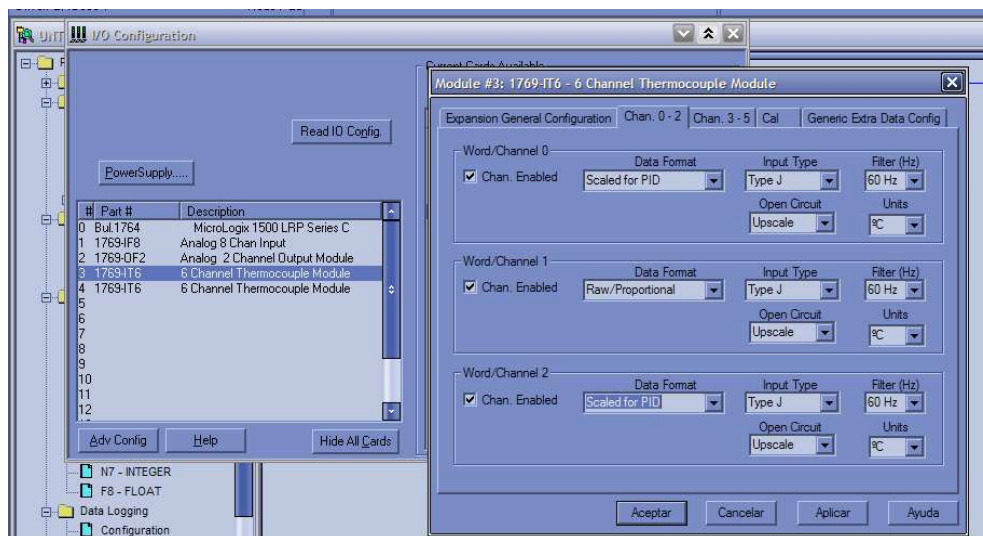 I/O Configuration
Current Cards Available
Read IO Config.
PowerSupply.....
# Part # Description
0 Bul.1764 MicroLogix 1500 LRP Series C
1 1769-IF8 Analog 8 Chan Input
2 1769-OF2 Analog 2 Channel Output Module
3 1769-IT6 6 Channel Thermocouple Module
4 1769-IT6 6 Channel Thermocouple Module
5
6
7
8
9
10
11
12
Adv Config Help Hide All Cards
N7 - INTEGER
F8 - FLOAT
Data Logging
Configuration
Module #3: 1769-IT6 - 6 Channel Thermocouple Module
Expansion General Configuration Chan. 0 - 2 Chan. 3 - 5 Cal Generic Extra Data Config
Word/Channel 0
Data Format Input Type Filter (Hz)
Chan. Enabled Scaled for PID Type J 60 Hz
Open Circuit Units
Upscale ºC
Word/Channel 1
Data Format Input Type Filter (Hz)
Chan. Enabled Raw/Proportional Type J 60 Hz
Open Circuit Units
Upscale ºC
Word/Channel 2
Data Format Input Type Filter (Hz)
Chan. Enabled Scaled for PID Type J 60 Hz
Open Circuit Units
Upscale ºC
Aceptar Cancelar Aplicar Ayuda